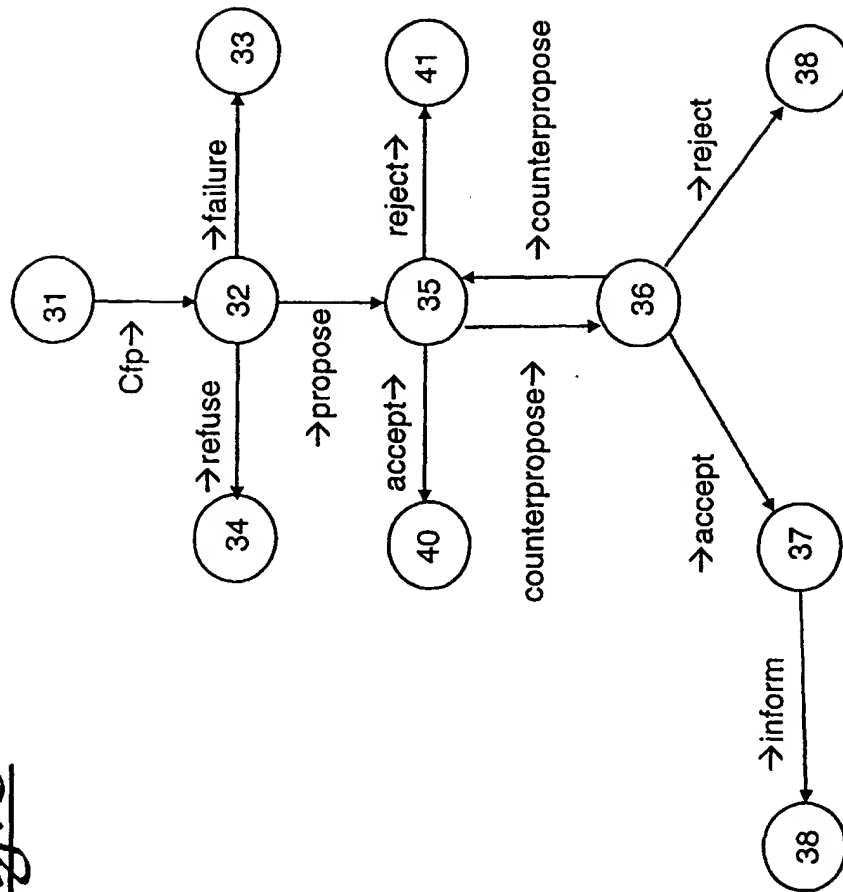 31
Cfp→
32
→failure
33
→refuse
34
→propose
35
reject→
41
accept→
40
counterpropose→
→counterpropose
36
→reject
38
→accept
37
→inform
38